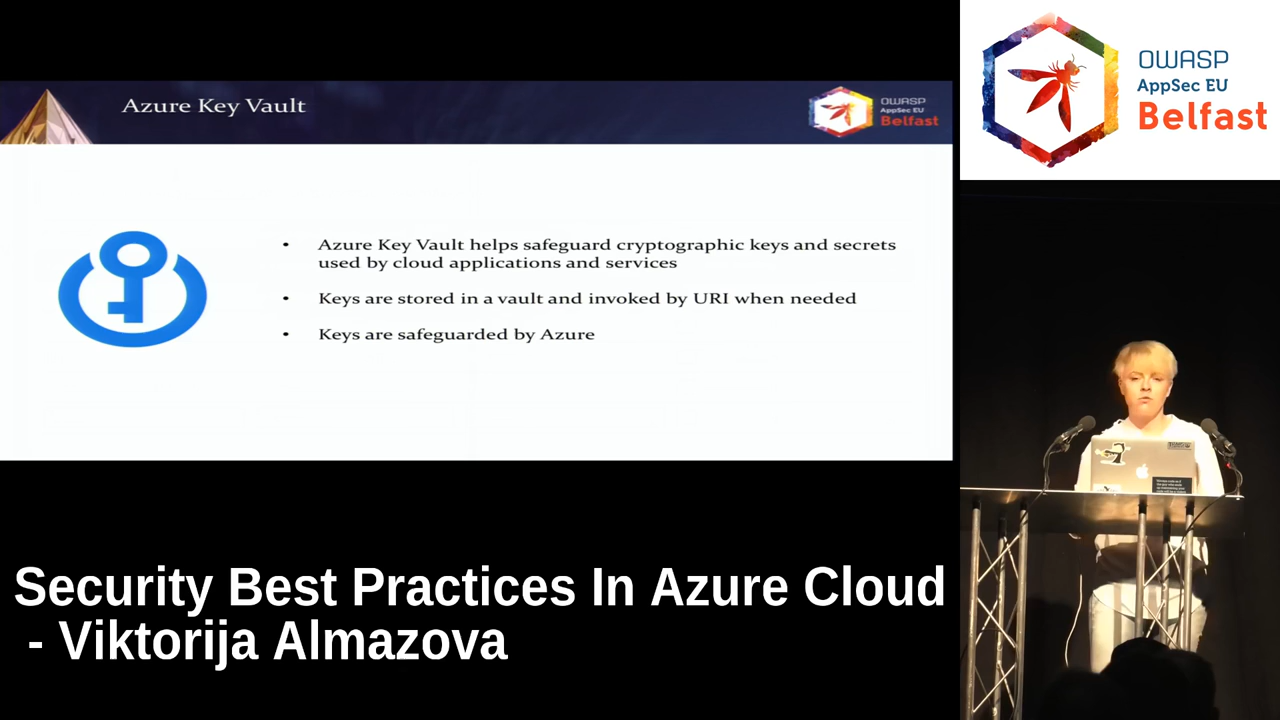 Azure Key Vault
OWASP
AppSec EU
Belfast
• Azure Key Vault helps safeguard cryptographic keys and secrets
used by cloud applications and services
• Keys are stored in a vault and invoked by URI when needed
• Keys are safeguarded by Azure
OWASP
AppSec EU
Belfast
Security Best Practices In Azure Cloud
- Viktorija Almazova